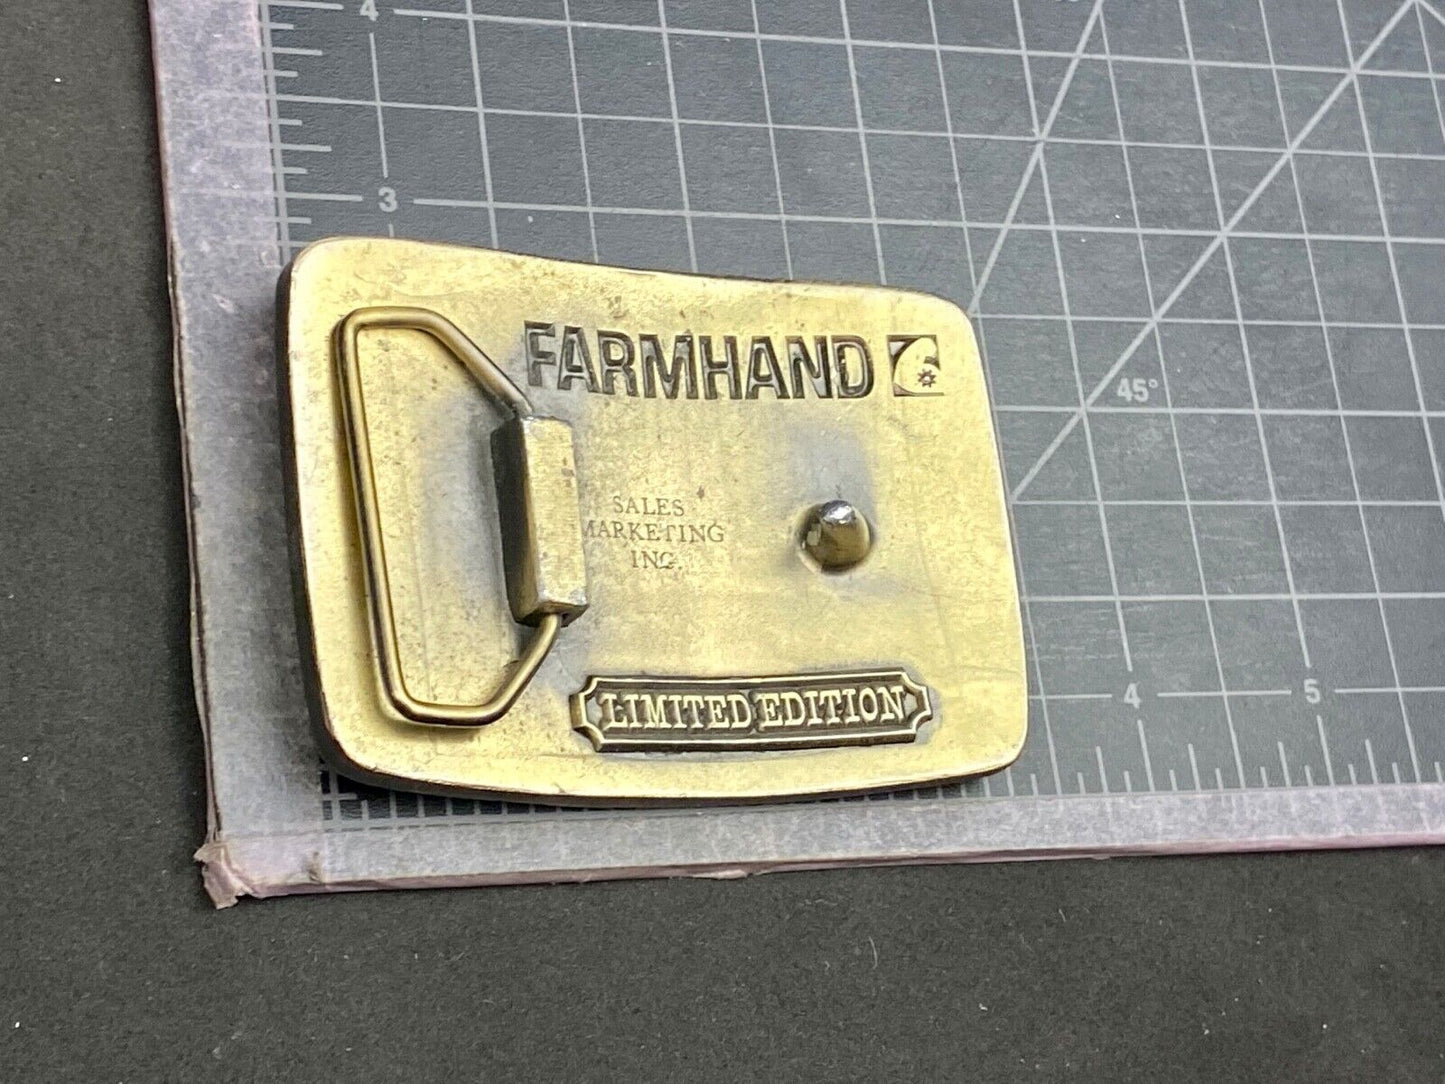 4
3
FARMHAND
45°
SALES
MARKETING
INC.
LIMITED EDITION
4
5